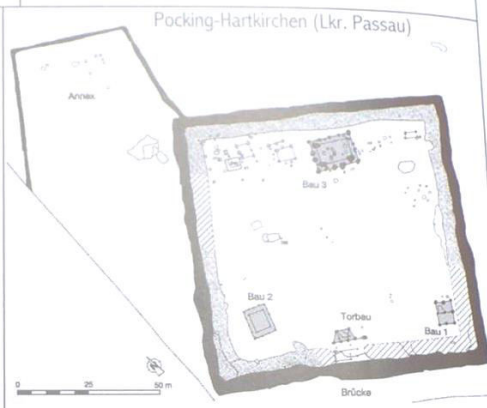 Pocking-Hartkirchen (Lkr. Passau)
Annex
Bau 3
Bau 2
Torbau
Bau 1
0 25 50 m
Brücke